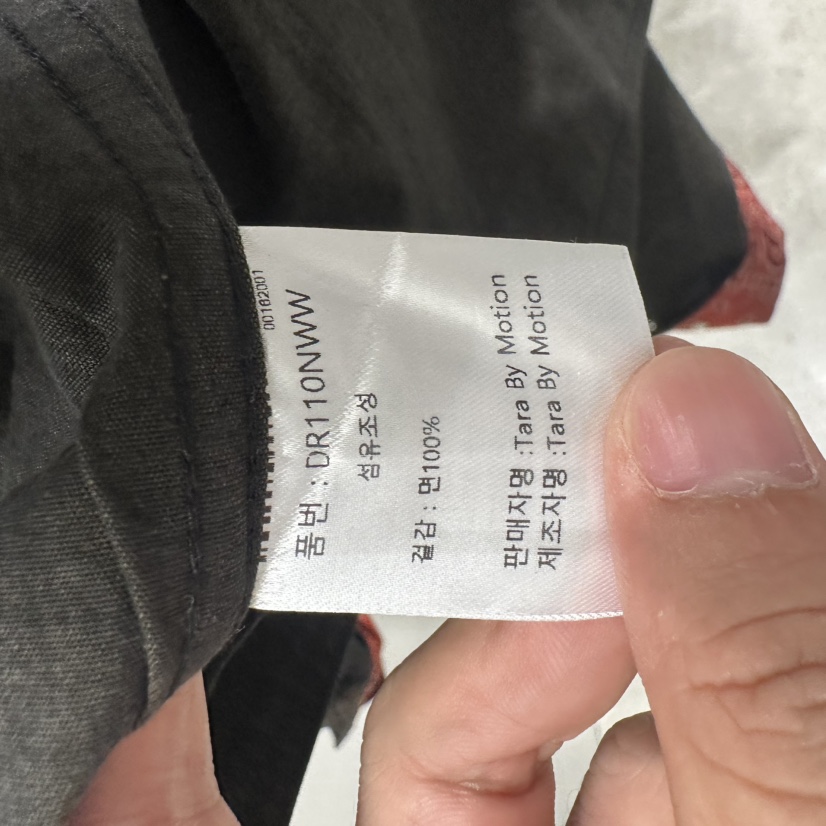 00162001
품번 : DR110NWW
섬유조성
겉감 : 면100%
판매자명 :Tara By Motion
제조자명 :Tara By Motion